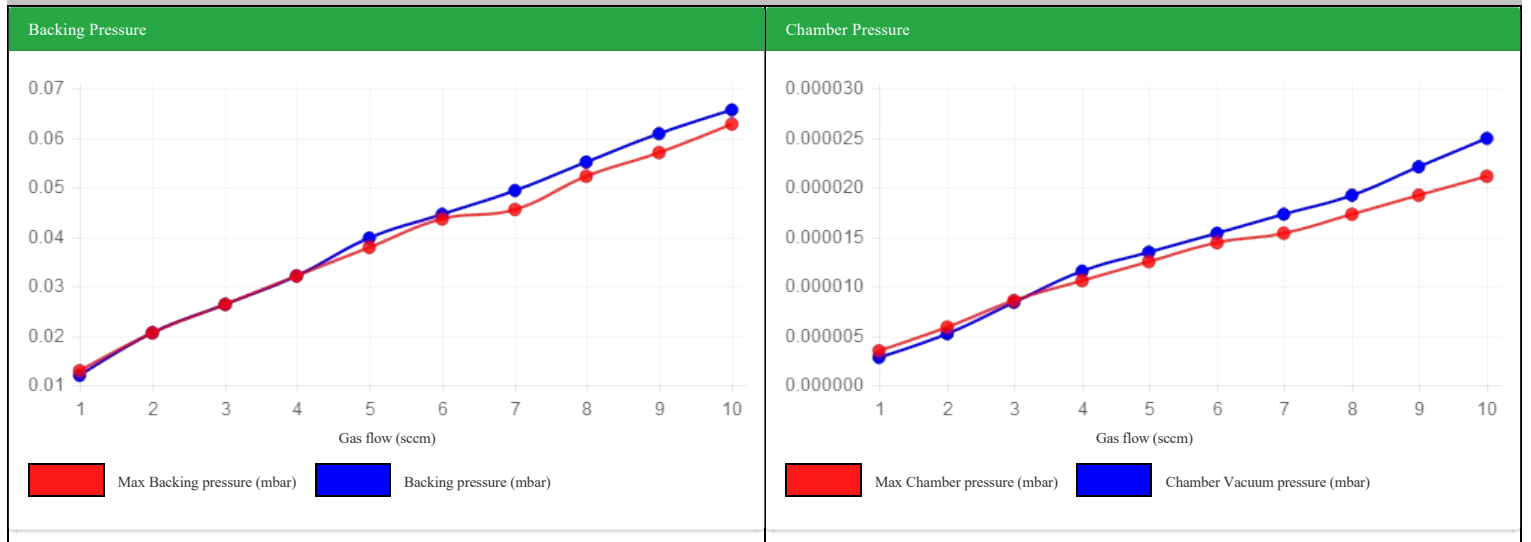 Backing Pressure
0.07
0.06
0.05
0.04
0.03
0.02
0.01
1 2 3 4 5 6 7 8 9 10
Gas flow (sccm)
Max Backing pressure (mbar) Backing pressure (mbar)
Chamber Pressure
0.000030
0.000025
0.000020
0.000015
0.000010
0.000005
0.000000
1 2 3 4 5 6 7 8 9 10
Gas flow (sccm)
Max Chamber pressure (mbar) Chamber Vacuum pressure (mbar)